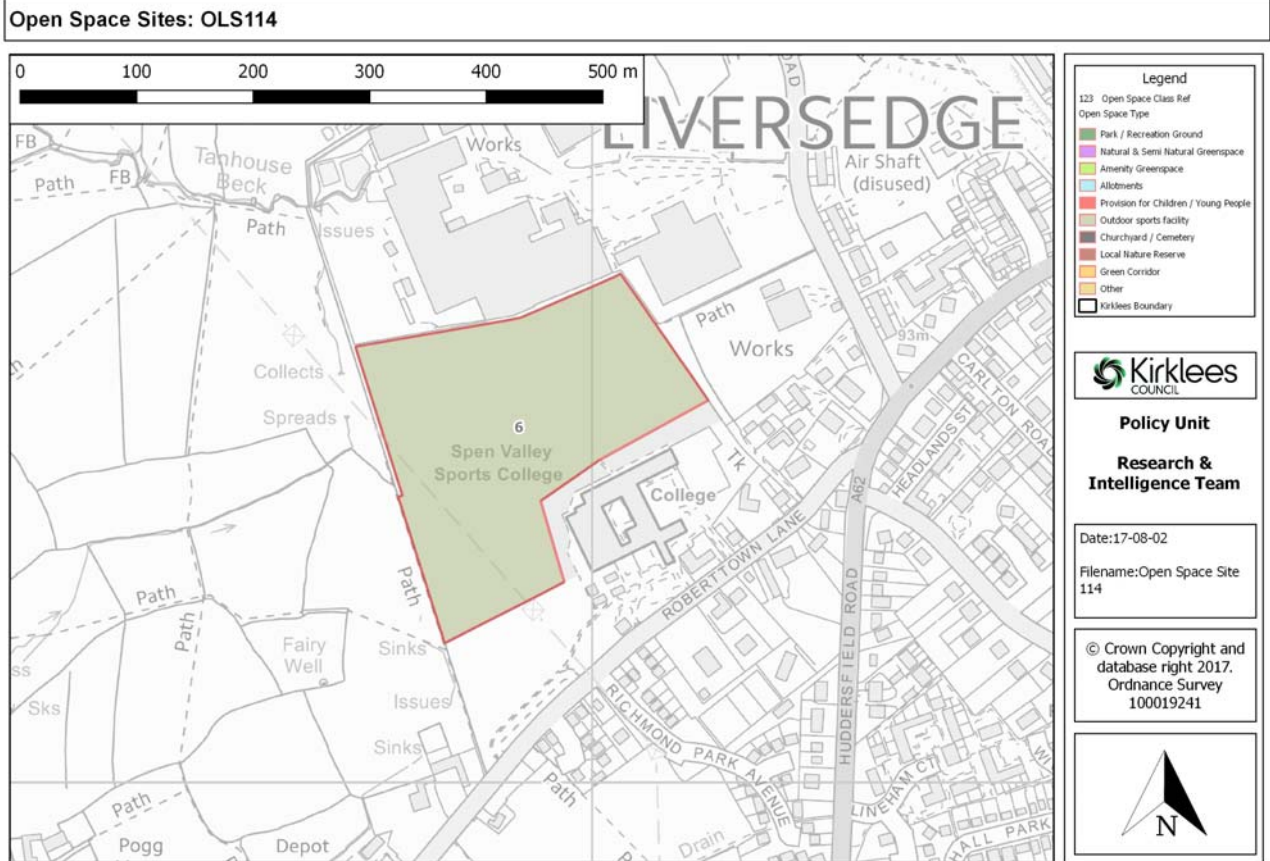 Open Space Sites: OLS114
0 100 200 300 400 500 m
LIVERSEDGE
FB
Path
FB
Tanhouse
Beck
Path
Issues
Works
Air Shaft
(disused)
Path
Works
93m
CARLTON ROAD
HEADLANDS ST
A62
Collects
Spreads
6
Spen Valley
Sports College
Tk
College
ROBERTTOWN LANE
HUDDERSFIELD ROAD
Path
Path
Path
Fairy
Well
Sinks
Issues
Sinks
Sks
RICHMOND PARK AVENUE
LINEHAM CT
HALL PARK
Path
Path
Pogg
Depot
Drain
Legend
123 Open Space Class Ref
Open Space Type
Park / Recreation Ground
Natural & Semi Natural Greenspace
Amenity Greenspace
Allotments
Provision for Children / Young People
Outdoor sports facility
Churchyard / Cemetery
Local Nature Reserve
Green Corridor
Other
Kirklees Boundary
Kirklees
COUNCIL
Policy Unit
Research &
Intelligence Team
Date:17-08-02
Filename:Open Space Site
114
© Crown Copyright and
database right 2017.
Ordnance Survey
100019241
N